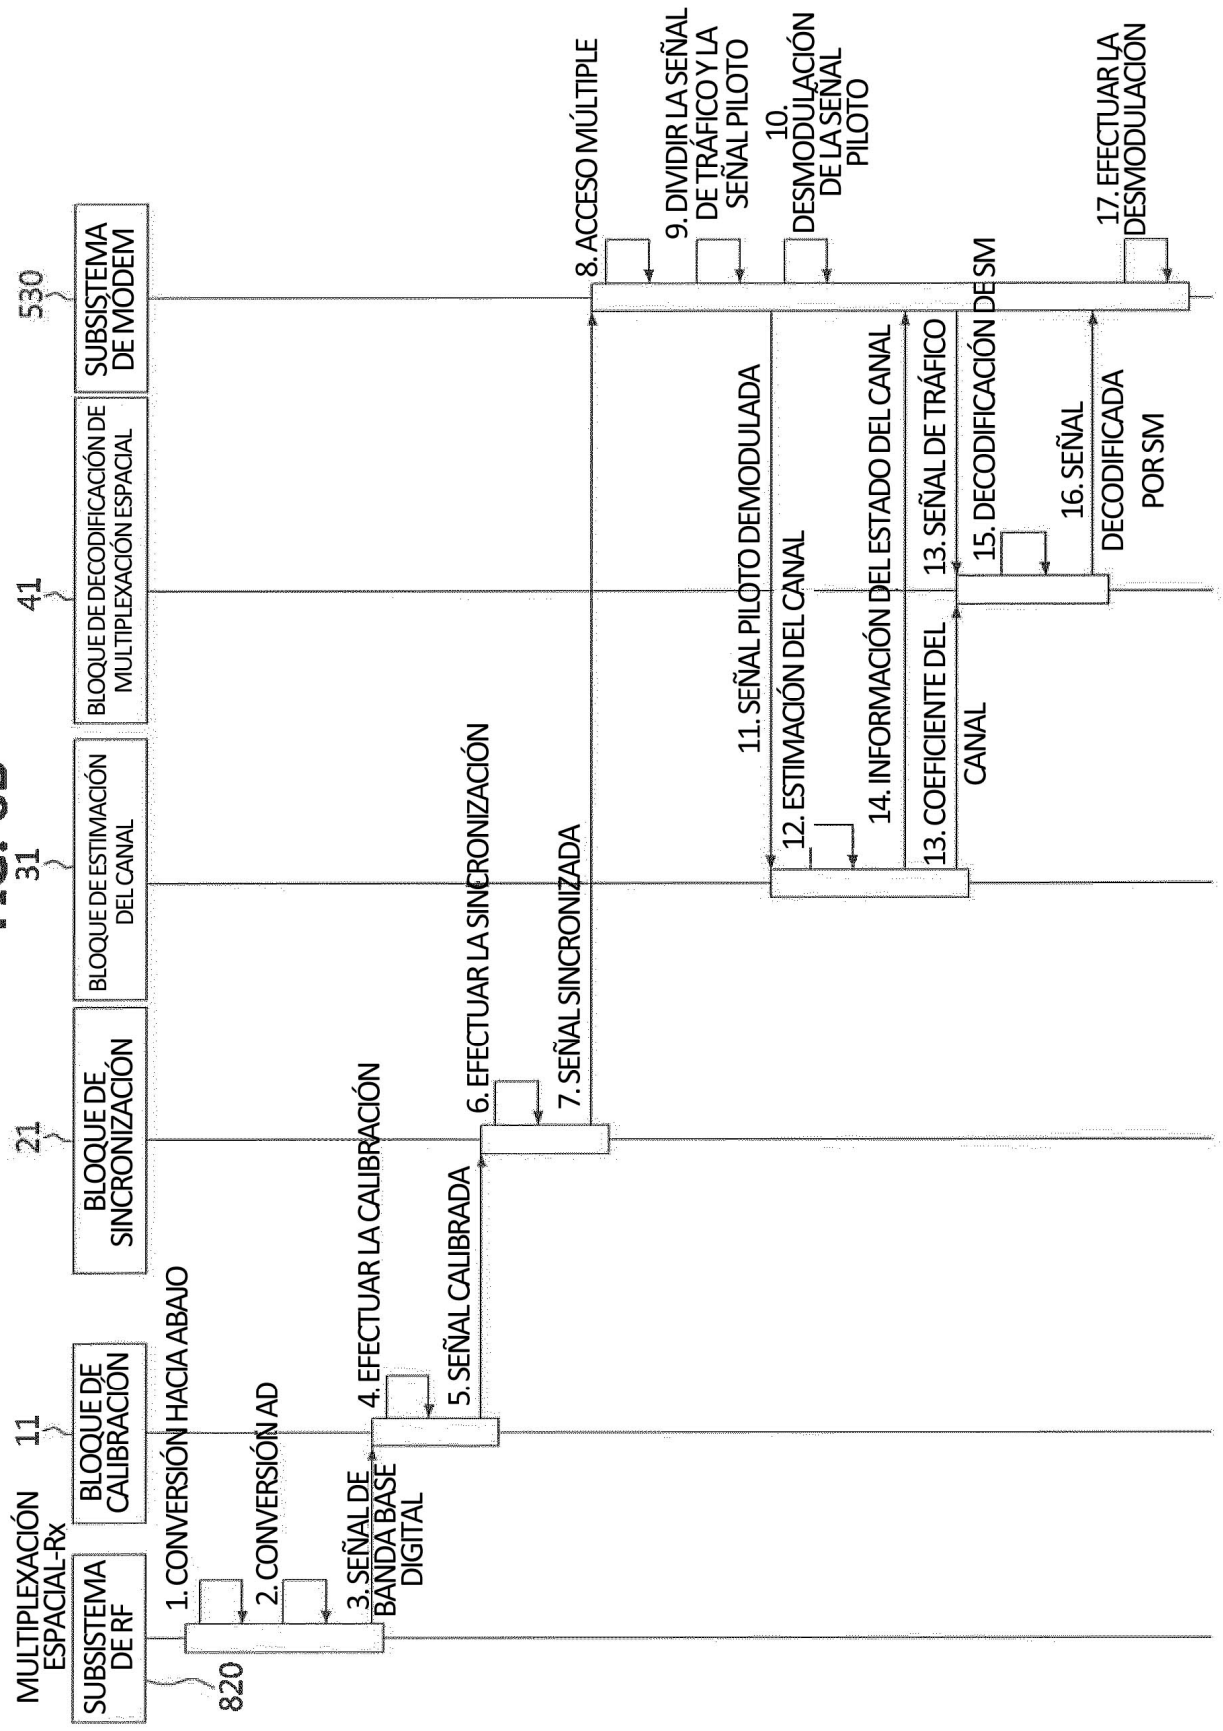 MULTIPLEXACIÓN
ESPACIAL-Rx
SUBSISTEMA
DE RF
820
11
BLOQUE DE
CALIBRACIÓN
21
BLOQUE DE
SINCRONIZACIÓN
31
BLOQUE DE ESTIMACIÓN
DEL CANAL
41
BLOQUE DE DECODIFICACIÓN DE
MULTIPLEXACIÓN ESPACIAL
530
SUBSISTEMA
DE MODEM
1. CONVERSIÓN HACIA ABAJO
2. CONVERSIÓN AD
3. SEÑAL DE
BANDA BASE
DIGITAL
4. EFECTUAR LA CALIBRACIÓN
5. SEÑAL CALIBRADA
6. EFECTUAR LA SINCRONIZACIÓN
7. SEÑAL SINCRONIZADA
8. ACCESO MÚLTIPLE
9. DIVIDIR LA SEÑAL
DE TRÁFICO Y LA
SEÑAL PILOTO
10.
DESMODULACIÓN
DE LA SEÑAL
PILOTO
11. SEÑAL PILOTO DEMODULADA
12. ESTIMACIÓN DEL CANAL
14. INFORMACIÓN DEL ESTADO DEL CANAL
13. COEFICIENTE DEL
CANAL
13. SEÑAL DE TRÁFICO
15. DECODIFICACIÓN DE SM
16. SEÑAL
DECODIFICADA
POR SM
17. EFECTUAR LA
DESMODULACIÓN